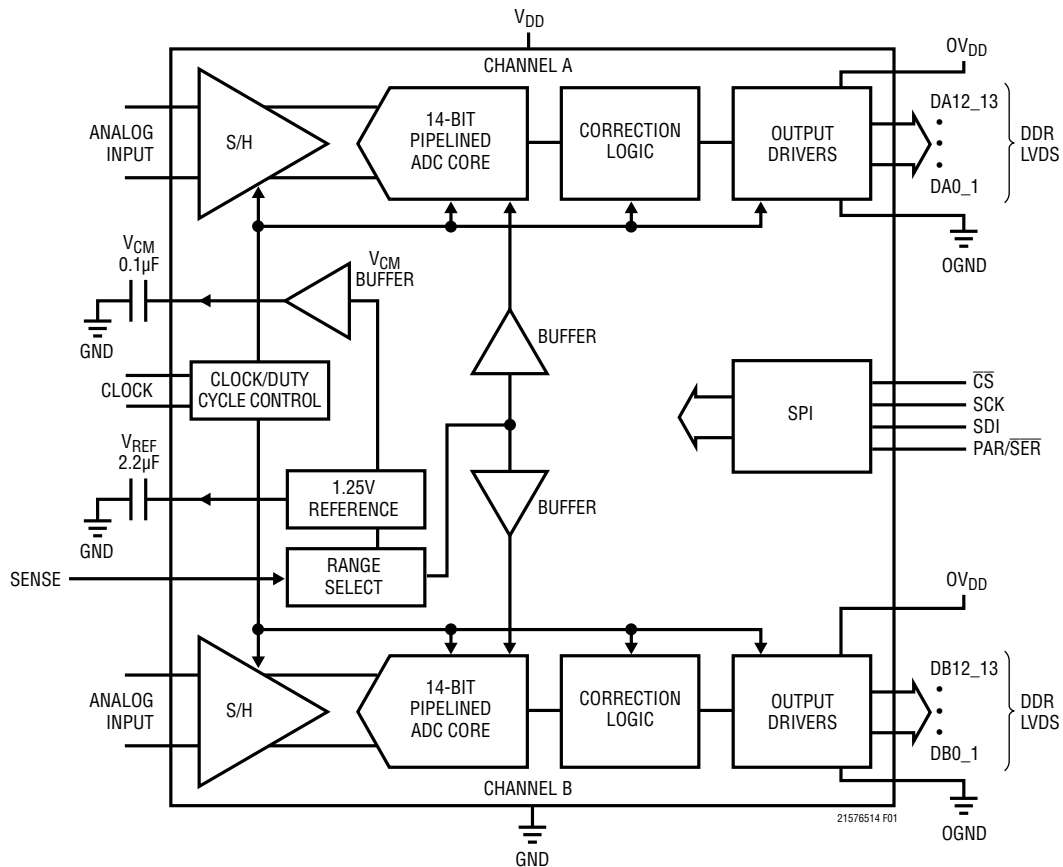 VDD
CHANNEL A
OVDD
ANALOG
INPUT
S/H
14-BIT
PIPELINED
ADC CORE
CORRECTION
LOGIC
OUTPUT
DRIVERS
DA12_13
•
•
•
DA0_1
DDR
LVDS
OGND
VCM
0.1µF
GND
VCM
BUFFER
BUFFER
CLOCK
CLOCK/DUTY
CYCLE CONTROL
SPI
C̅S̅
SCK
SDI
PAR/S̅E̅R̅
VREF
2.2µF
GND
1.25V
REFERENCE
BUFFER
SENSE
RANGE
SELECT
OVDD
ANALOG
INPUT
S/H
14-BIT
PIPELINED
ADC CORE
CORRECTION
LOGIC
OUTPUT
DRIVERS
DB12_13
•
•
•
DB0_1
DDR
LVDS
CHANNEL B
OGND
21576514 F01
GND